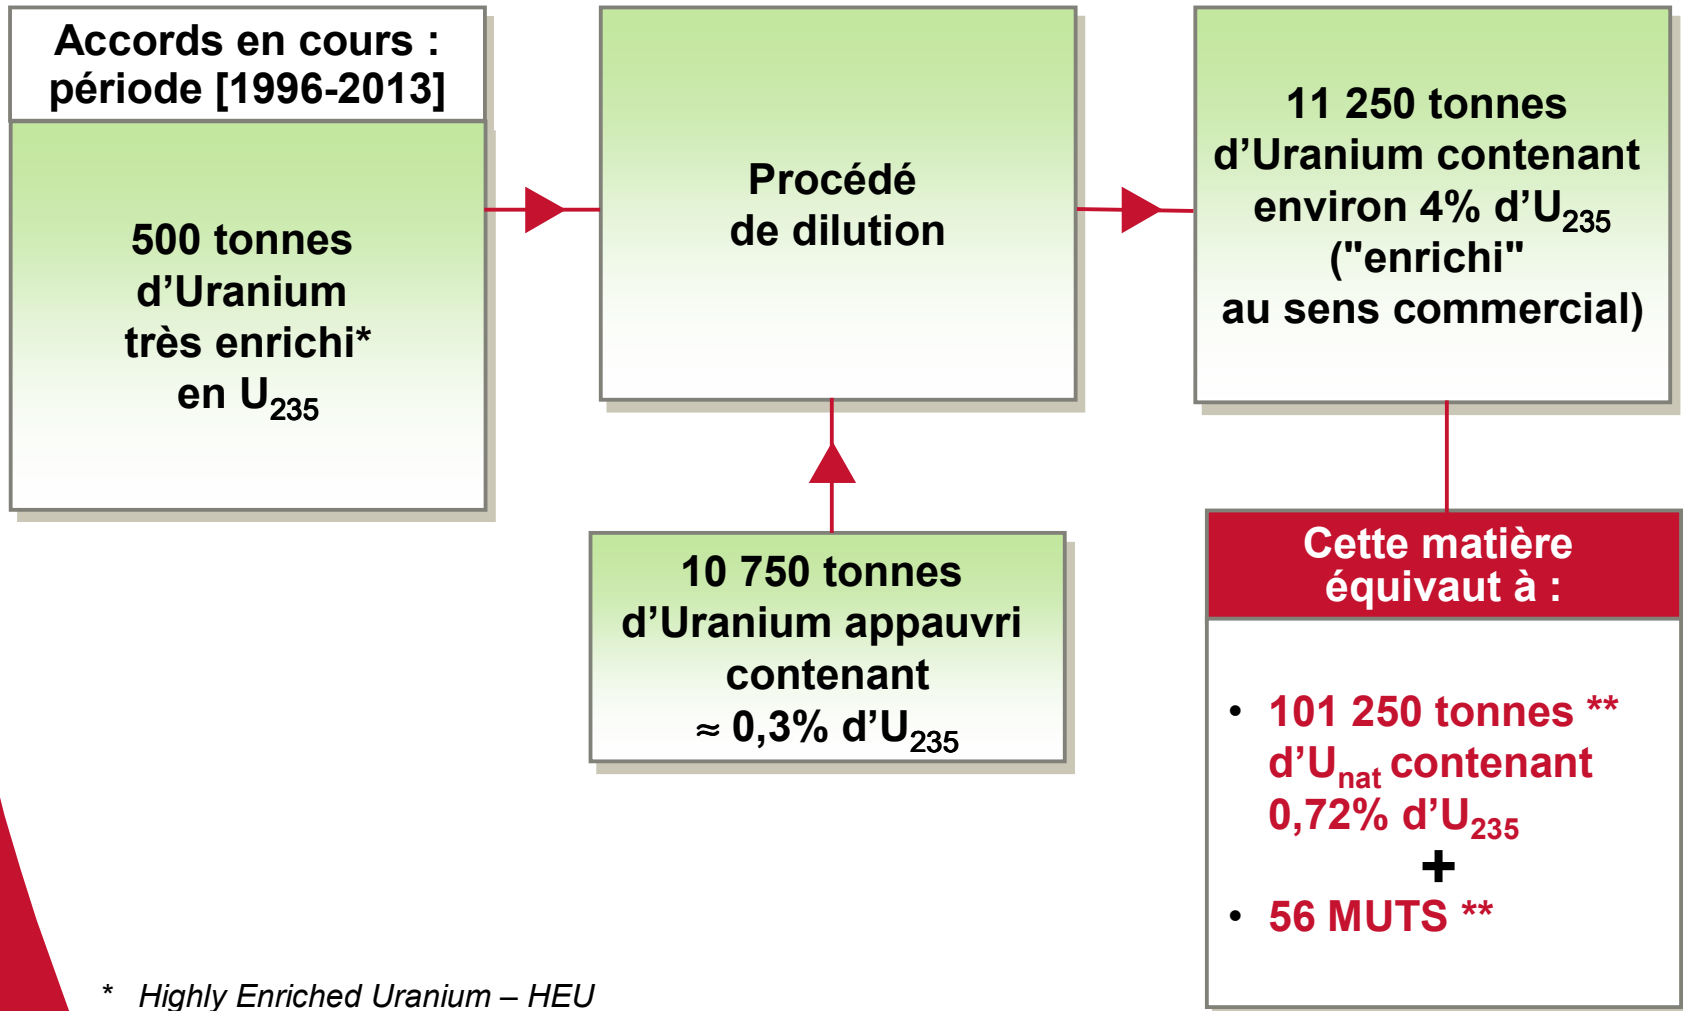 Accords en cours :
période [1996-2013]
500 tonnes
d’Uranium
très enrichi*
en U235
Procédé
de dilution
11 250 tonnes
d’Uranium contenant
environ 4% d’U235
("enrichi"
au sens commercial)
10 750 tonnes
d’Uranium appauvri
contenant
≈ 0,3% d’U235
Cette matière
équivaut à :
• 101 250 tonnes **
d’Unat contenant
0,72% d’U235
+
• 56 MUTS **
* Highly Enriched Uranium – HEU